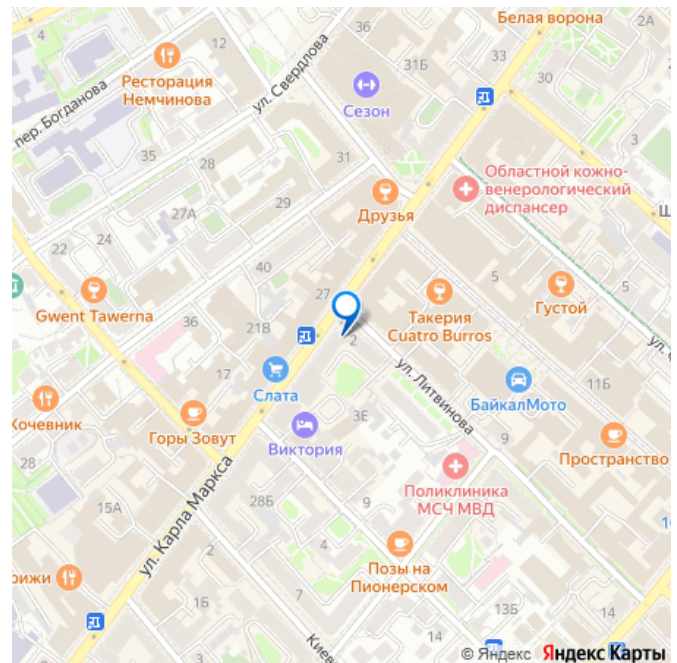 Белая ворона
33
2А
36
31Б
30
Ресторация
Немчинова
ул. Свердлова
пер. Богданова
Сезон
3
35
28
31
Областной кожно-
венерологический
диспансер
Друзья
27А
29
22
24
40
5
5
27
Gwent Tawerna
36
21В
Такерия
Cuatro Burros
Густой
2
17
Слата
ул. Литвинова
БайкалМото
11Б
Кочевник
Горы Зовут
Виктория
3Е
9
Пространство
28
ул. Карла Маркса
Поликлиника
МСЧ МВД
15А
28Б
9
2
4
Позы на
Пионерском
1Б
7
13Б
14
14
© Яндекс Яндекс Карты